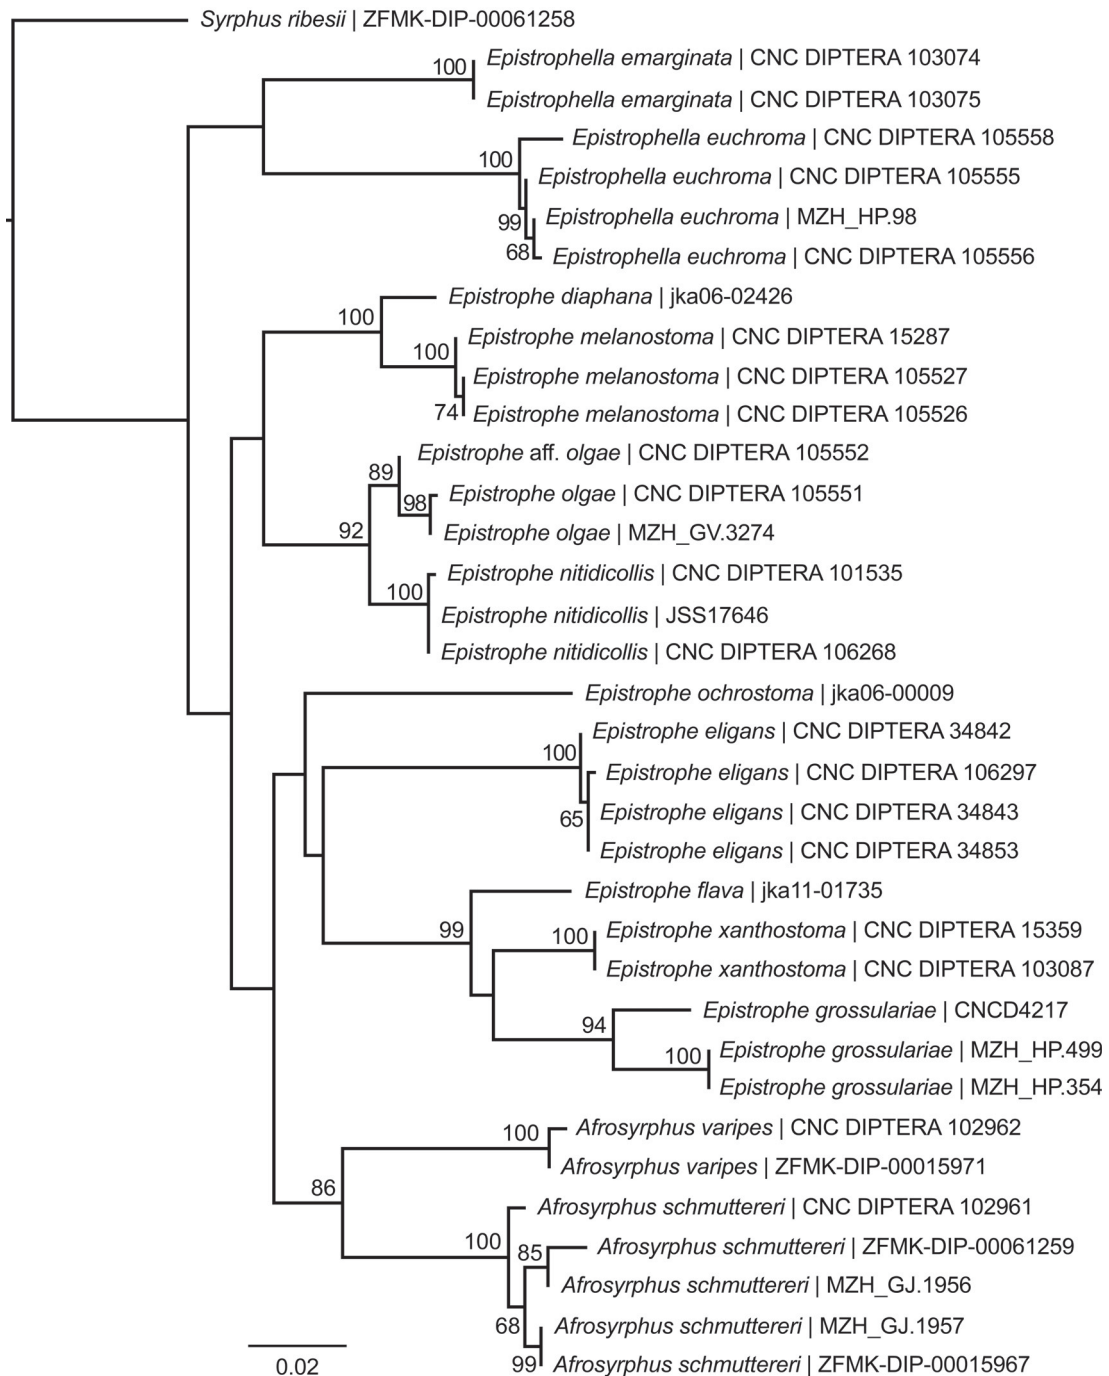 Syrphus ribesii | ZFMK-DIP-00061258
100
Epistrophella emarginata | CNC DIPTERA 103074
Epistrophella emarginata | CNC DIPTERA 103075
Epistrophella euchroma | CNC DIPTERA 105558
100
Epistrophella euchroma | CNC DIPTERA 105555
99
Epistrophella euchroma | MZH_HP.98
68
Epistrophella euchroma | CNC DIPTERA 105556
Epistrophe diaphana | jka06-02426
100
Epistrophe melanostoma | CNC DIPTERA 15287
100
Epistrophe melanostoma | CNC DIPTERA 105527
74
Epistrophe melanostoma | CNC DIPTERA 105526
Epistrophe aff. olgae | CNC DIPTERA 105552
89
Epistrophe olgae | CNC DIPTERA 105551
98
92
Epistrophe olgae | MZH_GV.3274
Epistrophe nitidicollis | CNC DIPTERA 101535
100
Epistrophe nitidicollis | JSS17646
Epistrophe nitidicollis | CNC DIPTERA 106268
Epistrophe ochrostoma | jka06-00009
Epistrophe eligans | CNC DIPTERA 34842
100
Epistrophe eligans | CNC DIPTERA 106297
65
Epistrophe eligans | CNC DIPTERA 34843
Epistrophe eligans | CNC DIPTERA 34853
Epistrophe flava | jka11-01735
99
100
Epistrophe xanthostoma | CNC DIPTERA 15359
Epistrophe xanthostoma | CNC DIPTERA 103087
Epistrophe grossulariae | CNCD4217
94
100
Epistrophe grossulariae | MZH_HP.499
Epistrophe grossulariae | MZH_HP.354
100
Afrosyrphus varipes | CNC DIPTERA 102962
Afrosyrphus varipes | ZFMK-DIP-00015971
86
Afrosyrphus schmuttereri | CNC DIPTERA 102961
100
85
Afrosyrphus schmuttereri | ZFMK-DIP-00061259
Afrosyrphus schmuttereri | MZH_GJ.1956
68
Afrosyrphus schmuttereri | MZH_GJ.1957
99
Afrosyrphus schmuttereri | ZFMK-DIP-00015967
0.02